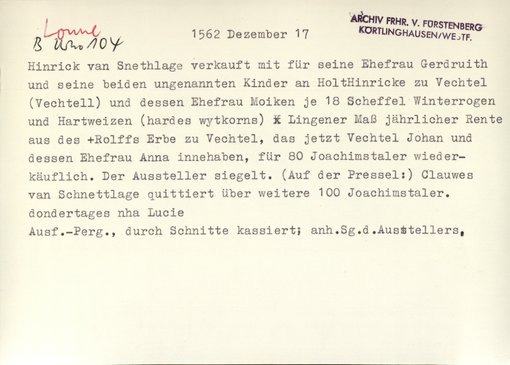 Lonne
B Uro 104
1562 Dezember 17
ARCHIV FRHR. V. FÜRSTENBERG
KÖRTLINGHAUSEN/WESTF.
Hinrick van Snethlage verkauft mit für seine Ehefrau Gerdruith
und seine beiden ungenannten Kinder an HoltHinricke zu Vechtel
(Vechtell) und dessen Ehefrau Moiken je 18 Scheffel Winterrogen
und Hartweizen (hardes wytkorns) Lingener Maß jährlicher Rente
aus des +Rolffs Erbe zu Vechtel, das jetzt Vechtel Johan und
dessen Ehefrau Anna innehaben, für 80 Joachimstaler wieder-
käuflich. Der Aussteller siegelt. (Auf der Pressel:) Clauwes
van Schnettlage quittiert über weitere 100 Joachimstaler.
dondertages nha Lucie
Ausf.-Perg., durch Schnitte kassiert; anh.Sg.d.Ausstellers.